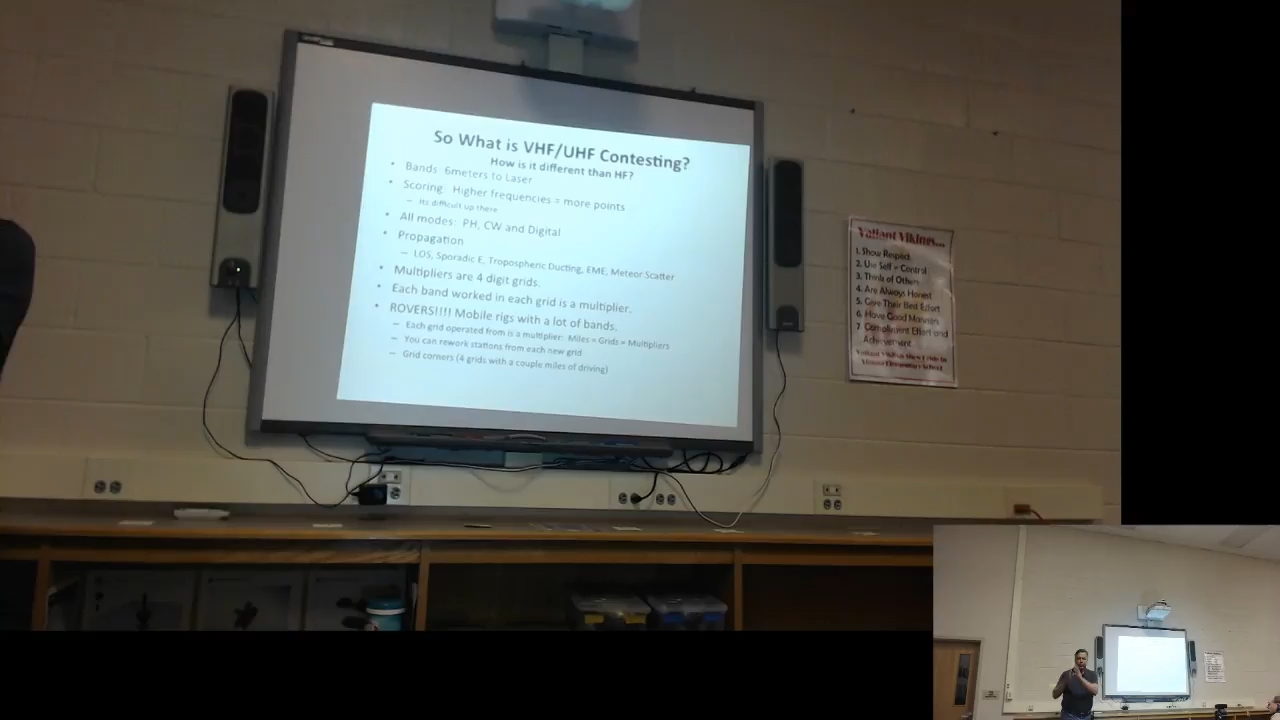 So What is VHF/UHF Contesting?
How is it different than HF?
• Bands 6meters to Laser
• Scoring: Higher frequencies = more points
– Its difficult up there
• All modes: PH, CW and Digital
• Propagation
– LOS, Sporadic E, Tropospheric Ducting, EME, Meteor Scatter
• Multipliers are 4 digit grids.
• Each band worked in each grid is a multiplier.
• ROVERS!!!! Mobile rigs with a lot of bands.
– Each grid operated from is a multiplier: Miles = Grids = Multipliers
– You can rework stations from each new grid
– Grid corners (4 grids with a couple miles of driving)
Valiant Vikings...
1. Show Respect
2. Use Self - Control
3. Think of Others
4. Are Always Honest
5. Give Their Best Effort
6. Have Good Manners
7. Compliment Effort and
Achievement
Elementary School